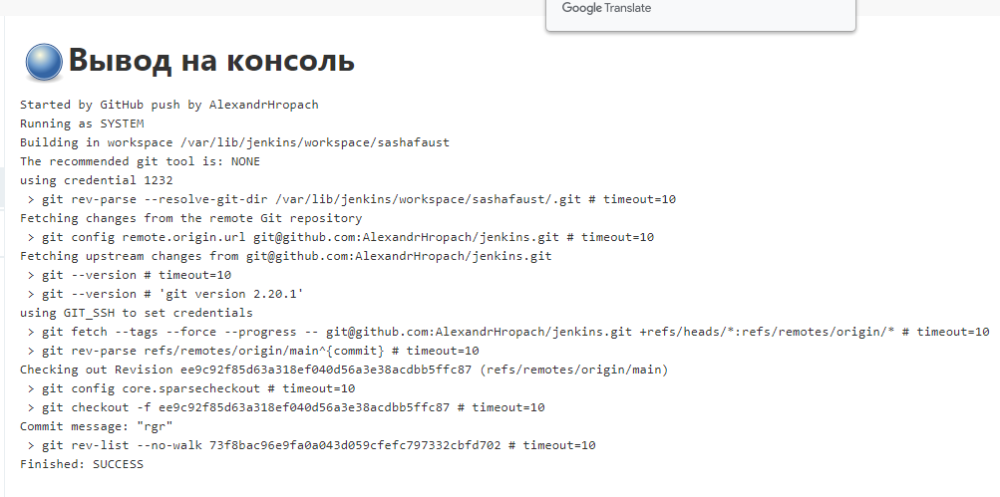 Google Translate
Вывод на консоль
Started by GitHub push by AlexandrHropach
Running as SYSTEM
Building in workspace /var/lib/jenkins/workspace/sashafaust
The recommended git tool is: NONE
using credential 1232
 > git rev-parse --resolve-git-dir /var/lib/jenkins/workspace/sashafaust/.git # timeout=10
Fetching changes from the remote Git repository
 > git config remote.origin.url git@github.com:AlexandrHropach/jenkins.git # timeout=10
Fetching upstream changes from git@github.com:AlexandrHropach/jenkins.git
 > git --version # timeout=10
 > git --version # 'git version 2.20.1'
using GIT_SSH to set credentials
 > git fetch --tags --force --progress -- git@github.com:AlexandrHropach/jenkins.git +refs/heads/*:refs/remotes/origin/* # timeout=10
 > git rev-parse refs/remotes/origin/main^{commit} # timeout=10
Checking out Revision ee9c92f85d63a318ef040d56a3e38acdbb5ffc87 (refs/remotes/origin/main)
 > git config core.sparsecheckout # timeout=10
 > git checkout -f ee9c92f85d63a318ef040d56a3e38acdbb5ffc87 # timeout=10
Commit message: "rgr"
 > git rev-list --no-walk 73f8bac96e9fa0a043d059cfefc797332cbfd702 # timeout=10
Finished: SUCCESS